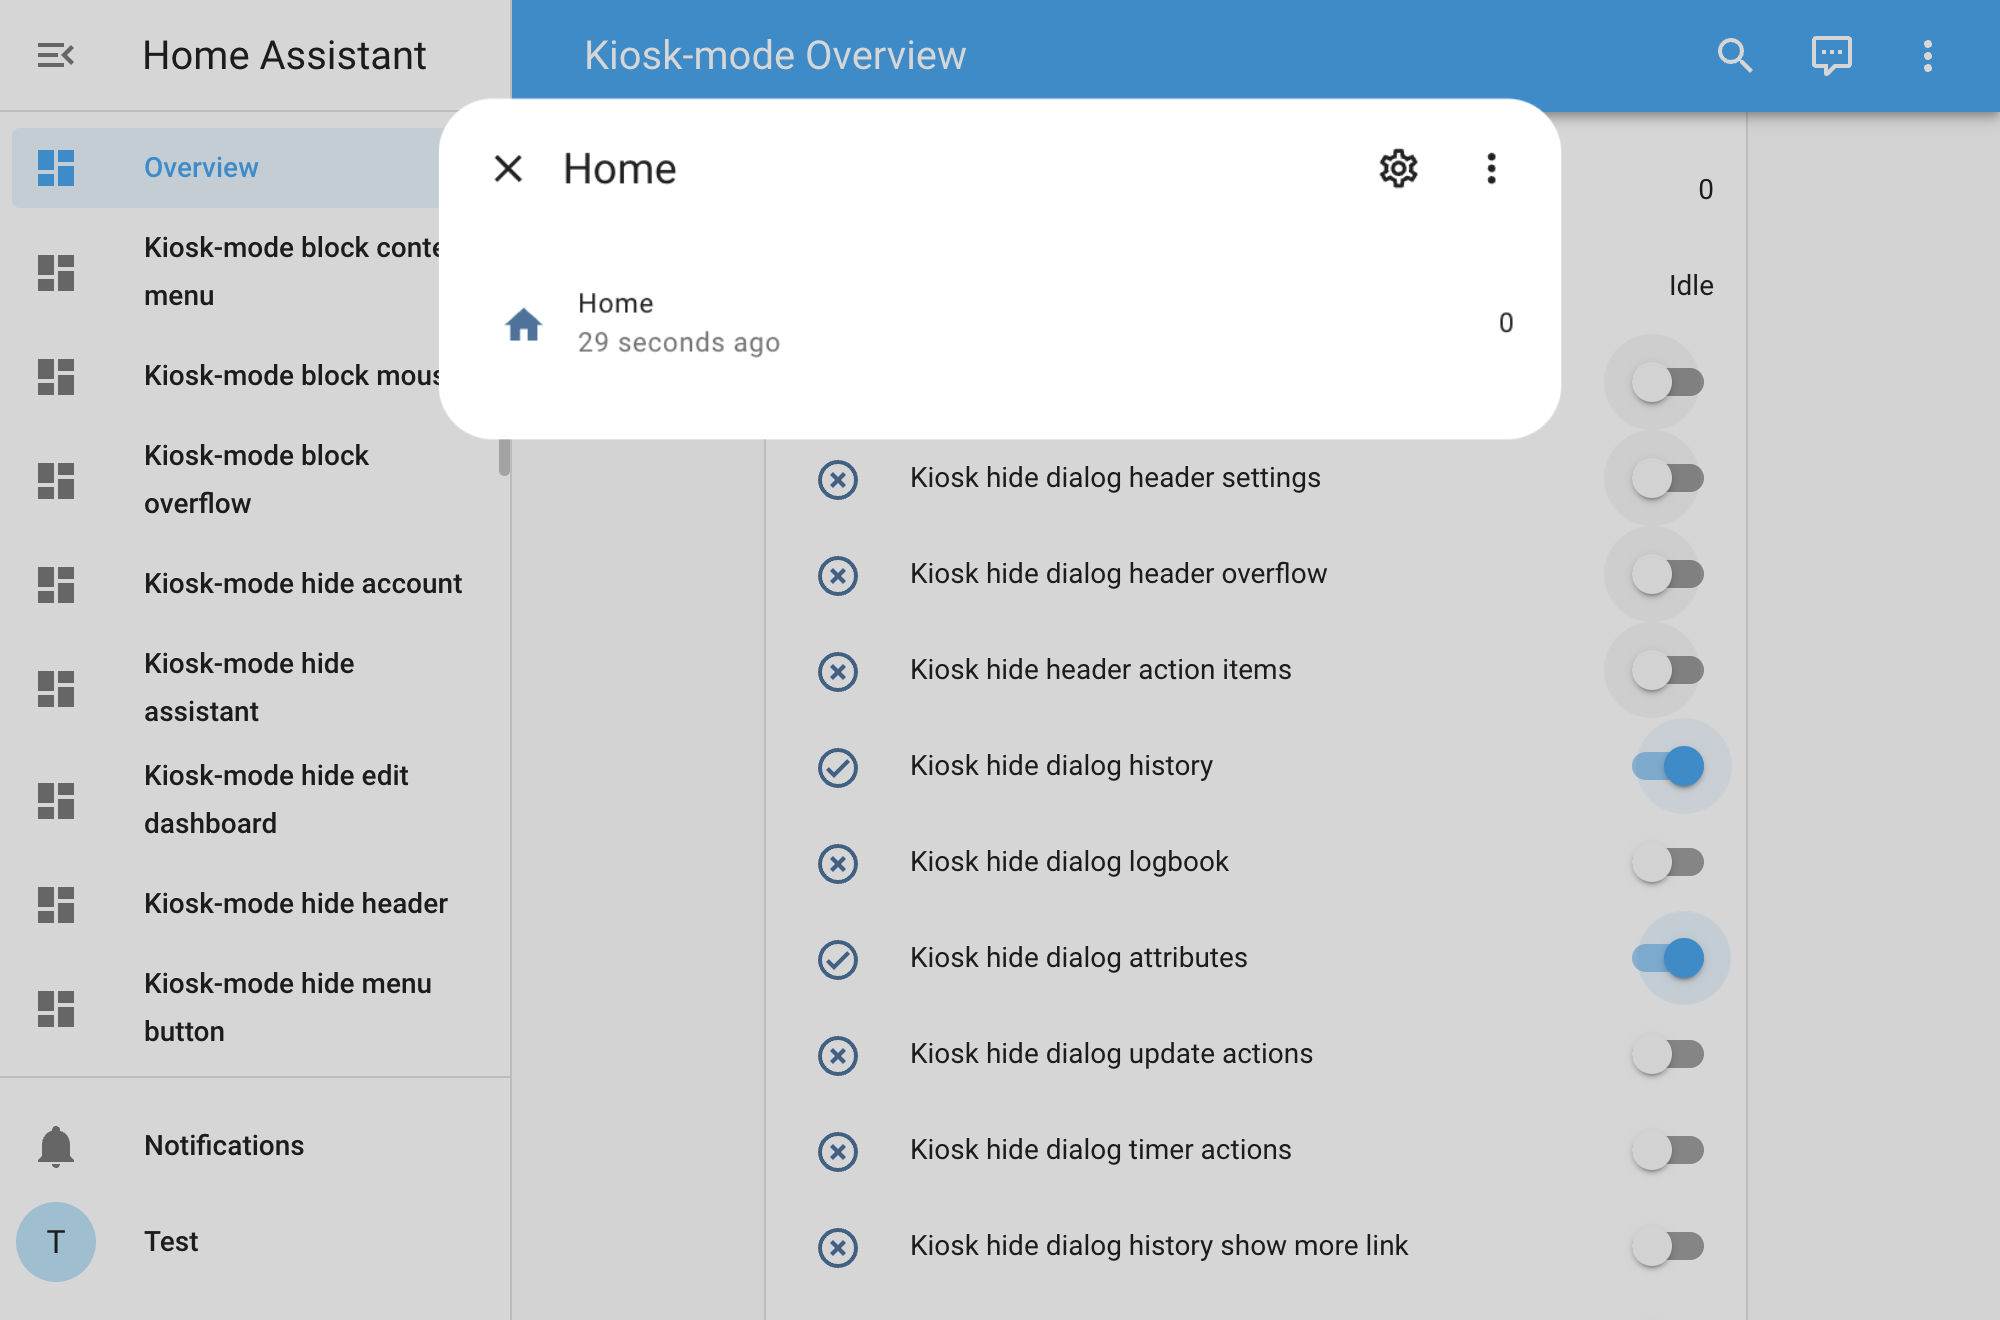 Home Assistant
Kiosk-mode Overview
Home
Home
29 seconds ago
0
Overview
Kiosk-mode block
menu
Kiosk-mode block
Kiosk-mode block
overflow
Kiosk-mode hide account
Kiosk-mode hide
assistant
Kiosk-mode hide edit
dashboard
Kiosk-mode hide header
Kiosk-mode hide menu
button
Notifications
T
Test
0
Idle
Kiosk hide dialog header settings
Kiosk hide dialog header overflow
Kiosk hide header action items
Kiosk hide dialog history
Kiosk hide dialog logbook
Kiosk hide dialog attributes
Kiosk hide dialog update actions
Kiosk hide dialog timer actions
Kiosk hide dialog history show more link